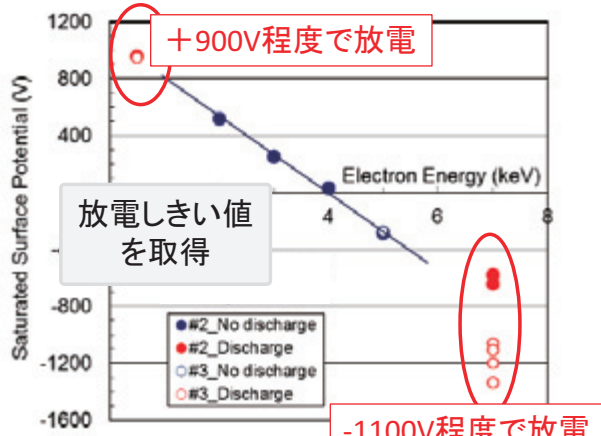 1200
＋900V程度で放電
800
Saturated Surface Potential (V)
400
Electron Energy (keV)
放電しきい値
を取得
4
6
8
-800
#2_No discharge
#2_Discharge
#3_No discharge
#3_Discharge
-1200
-1600
-1100V程度で放電